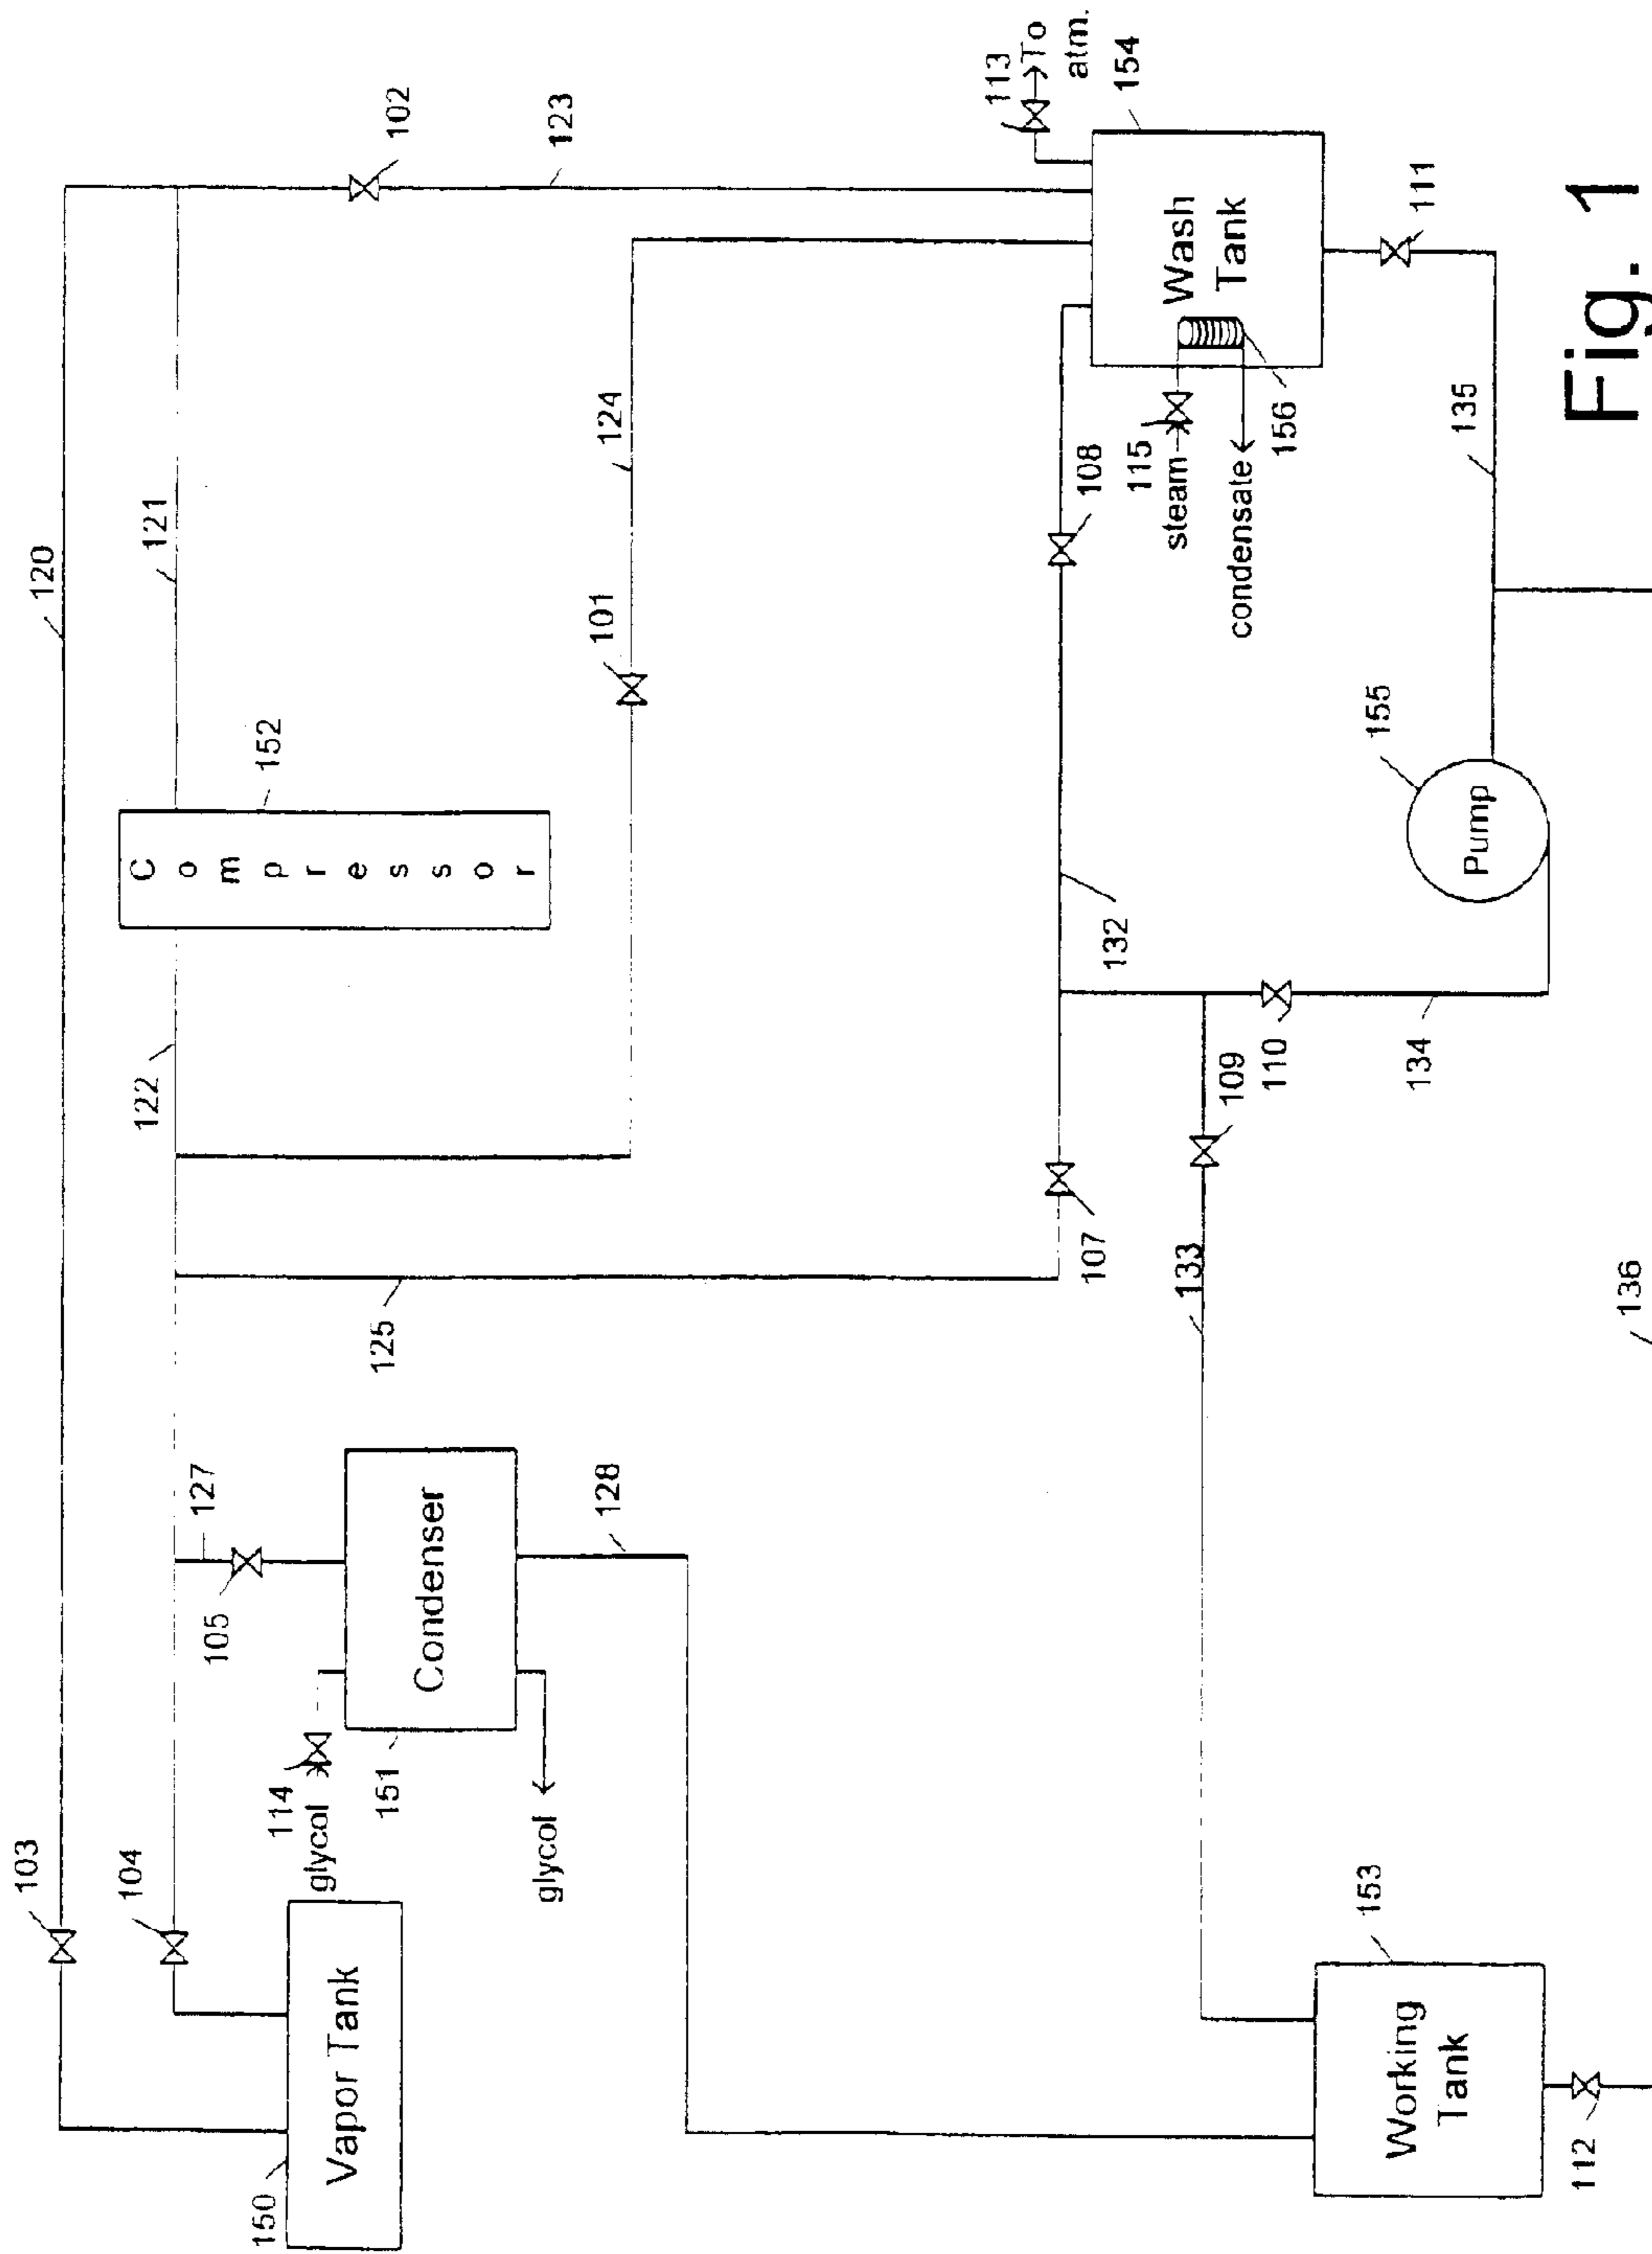 120
103
121
122
104
102
152
Compressor
127
123
150
Vapor Tank
105
114
glycol
151
Condenser
glycol
125
128
124
101
113
To
atm.
154
132
107
108
115
steam
condensate
156
Wash
Tank
133
109
110
134
155
Pump
111
135
153
Working
Tank
112
136
Fig. 1